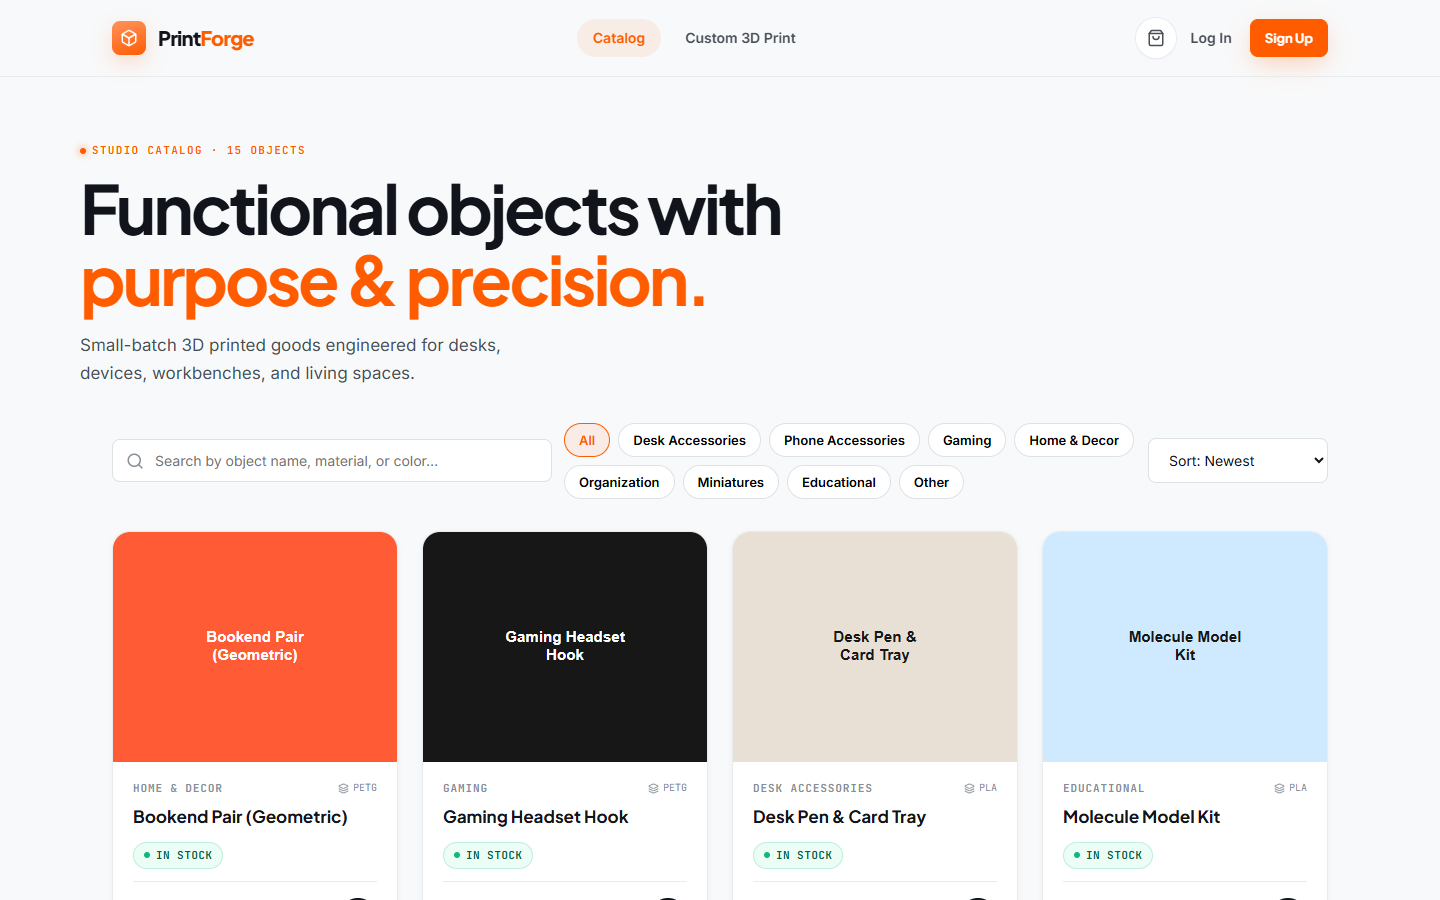 PrintForge
Catalog
Custom 3D Print
Log In
Sign Up
STUDIO CATALOG · 15 OBJECTS
Functional objects with
purpose & precision.
Small-batch 3D printed goods engineered for desks,
devices, workbenches, and living spaces.
Search by object name, material, or color...
All
Desk Accessories
Phone Accessories
Gaming
Home & Decor
Organization
Miniatures
Educational
Other
Sort: Newest
Bookend Pair
(Geometric)
HOME & DECOR
PETG
Bookend Pair (Geometric)
IN STOCK
Gaming Headset
Hook
GAMING
PETG
Gaming Headset Hook
IN STOCK
Desk Pen &
Card Tray
DESK ACCESSORIES
PLA
Desk Pen & Card Tray
IN STOCK
Molecule Model
Kit
EDUCATIONAL
PLA
Molecule Model Kit
IN STOCK